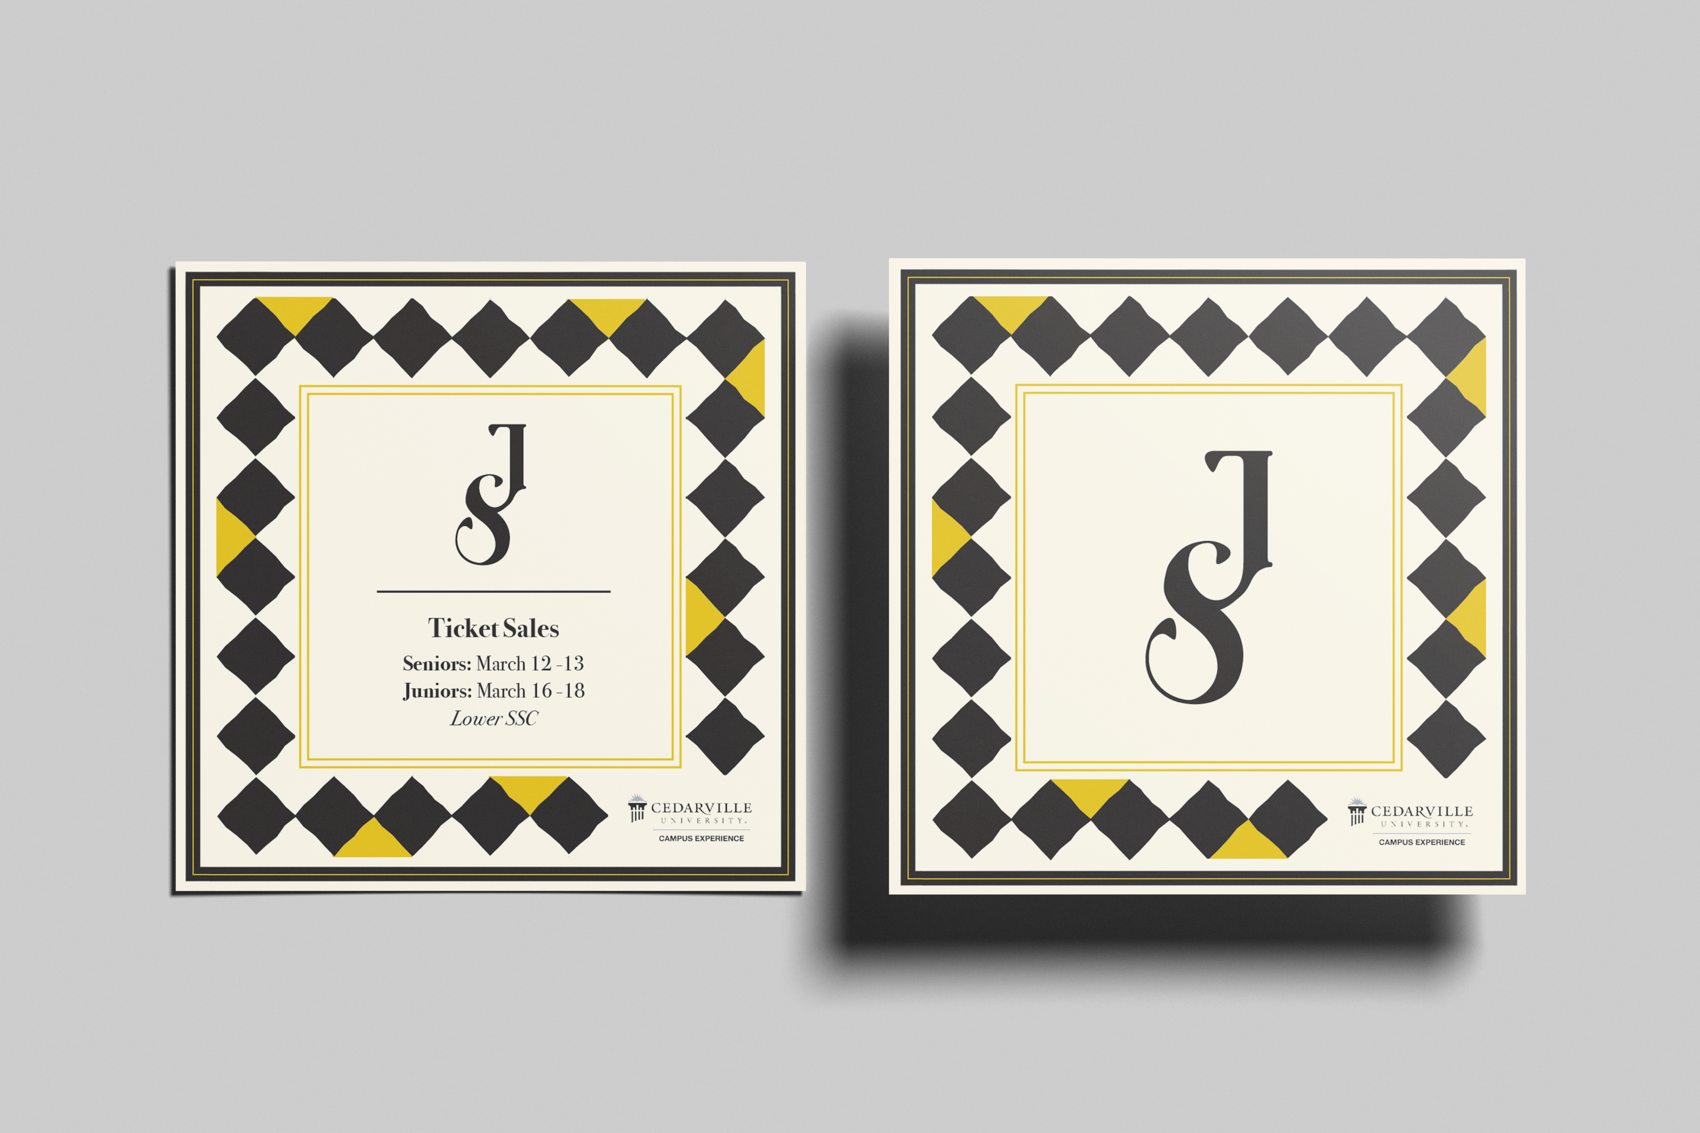 JS
Ticket Sales
Seniors: March 12 -13
Juniors: March 16 -18
Lower SSC
CEDARVILLE
UNIVERSITY.
CAMPUS EXPERIENCE
JS
CEDARVILLE
UNIVERSITY.
CAMPUS EXPERIENCE